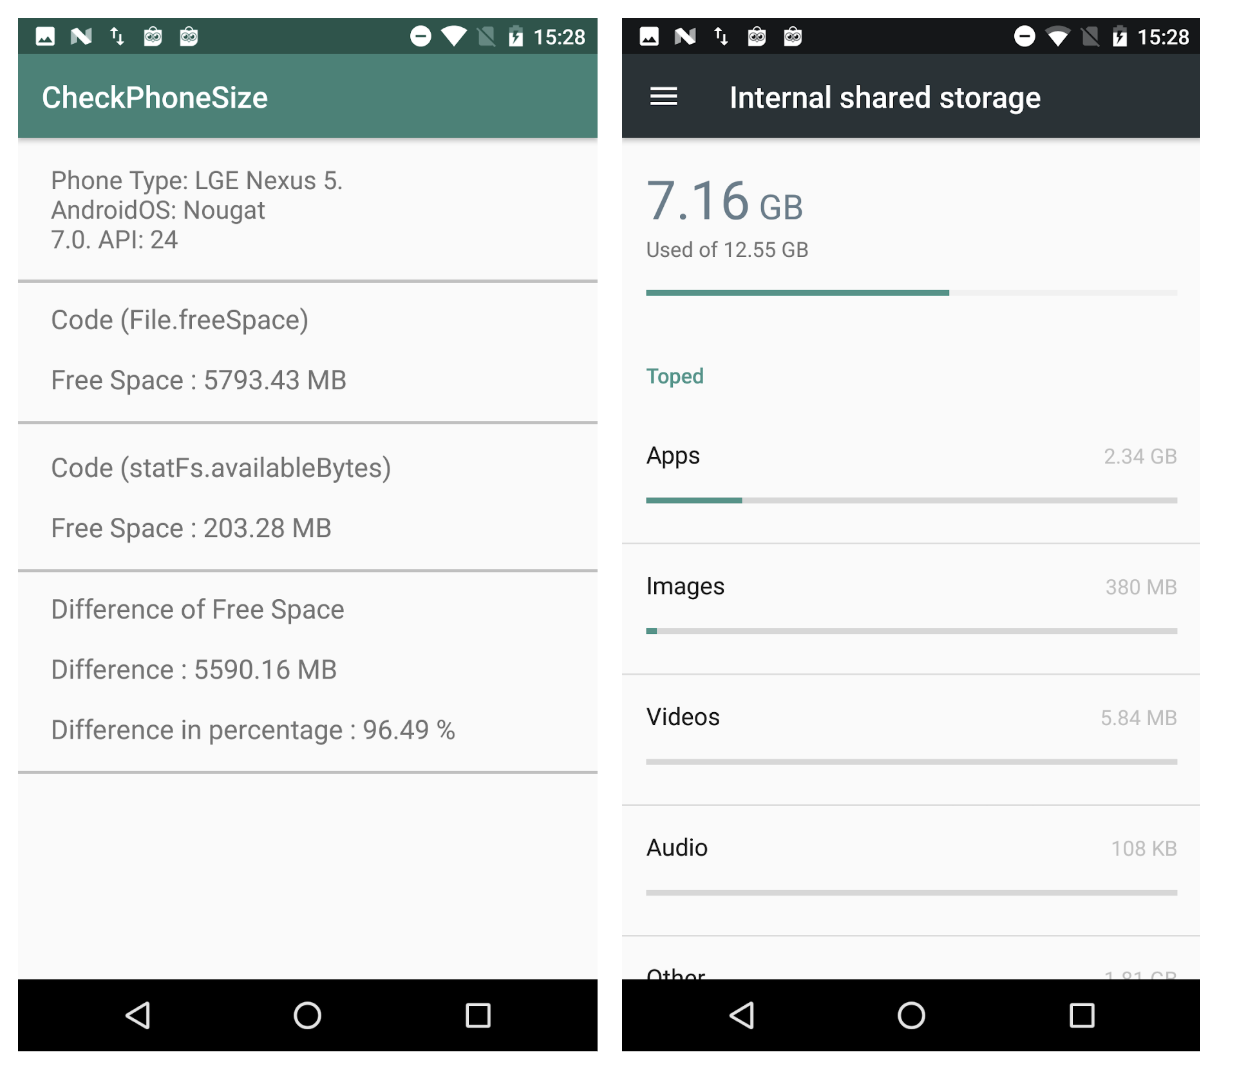 15:28
CheckPhoneSize
Phone Type: LGE Nexus 5.
AndroidOS: Nougat
7.0. API: 24
Code (File.freeSpace)
Free Space : 5793.43 MB
Code (statFs.availableBytes)
Free Space : 203.28 MB
Difference of Free Space
Difference : 5590.16 MB
Difference in percentage : 96.49 %
15:28
Internal shared storage
7.16 GB
Used of 12.55 GB
Toped
Apps 2.34 GB
Images 380 MB
Videos 5.84 MB
Audio 108 KB
Other 1.81 GB